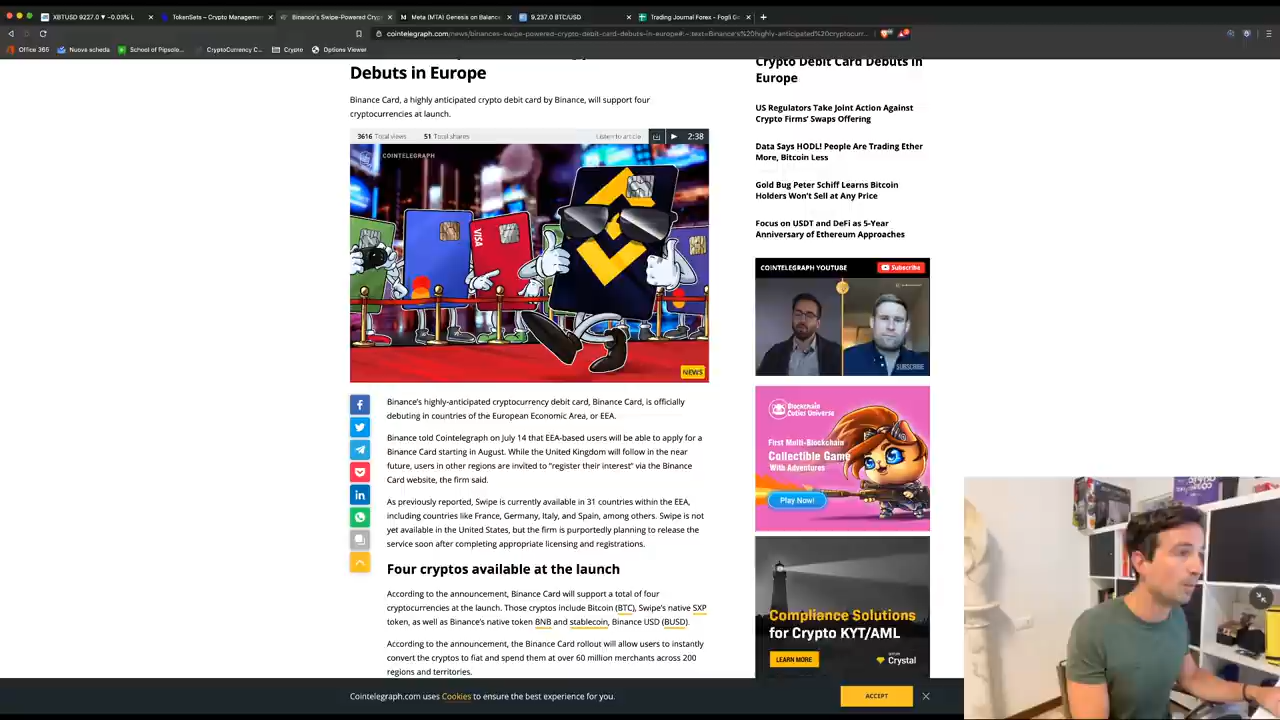 XBTUSD 9227.0 ▼ -0.03% L
TokenSets – Crypto Managemen
Binance's Swipe-Powered Cryp
Meta (MTA) Genesis on Balance
9,237.0 BTC/USD
Trading Journal Forex - Fogli G
cointelegraph.com/news/binances-swipe-powered-crypto-debit-card-debuts-in-europe#:~:text=Binance's%20highly-anticipated%20cryptocurr...
Office 365
Nuova scheda
School of Pipsolo...
CryptoCurrency C...
Crypto
Options Viewer
Debuts in Europe
Binance Card, a highly anticipated crypto debit card by Binance, will support four
cryptocurrencies at launch.
3616 Total views
51 Total shares
Listen to article
2:38
COINTELEGRAPH
VISA
NEWS
Binance's highly-anticipated cryptocurrency debit card, Binance Card, is officially
debuting in countries of the European Economic Area, or EEA.
Binance told Cointelegraph on July 14 that EEA-based users will be able to apply for a
Binance Card starting in August. While the United Kingdom will follow in the near
future, users in other regions are invited to "register their interest" via the Binance
Card website, the firm said.
As previously reported, Swipe is currently available in 31 countries within the EEA,
including countries like France, Germany, Italy, and Spain, among others. Swipe is not
yet available in the United States, but the firm is purportedly planning to release the
service soon after completing appropriate licensing and registrations.
Four cryptos available at the launch
According to the announcement, Binance Card will support a total of four
cryptocurrencies at the launch. Those cryptos include Bitcoin (BTC), Swipe's native SXP
token, as well as Binance's native token BNB and stablecoin, Binance USD (BUSD).
According to the announcement, the Binance Card rollout will allow users to instantly
convert the cryptos to fiat and spend them at over 60 million merchants across 200
regions and territories.
Crypto Debit Card Debuts in
Europe
US Regulators Take Joint Action Against
Crypto Firms' Swaps Offering
Data Says HODL! People Are Trading Ether
More, Bitcoin Less
Gold Bug Peter Schiff Learns Bitcoin
Holders Won't Sell at Any Price
Focus on USDT and DeFi as 5-Year
Anniversary of Ethereum Approaches
COINTELEGRAPH YOUTUBE
Subscribe
SUBSCRIBE
Blockchain
Cuties Universe
First Multi-Blockchain
Collectible Game
With Adventures
Play Now!
Compliance Solutions
for Crypto KYT/AML
LEARN MORE
Crystal
Cointelegraph.com uses Cookies to ensure the best experience for you.
ACCEPT